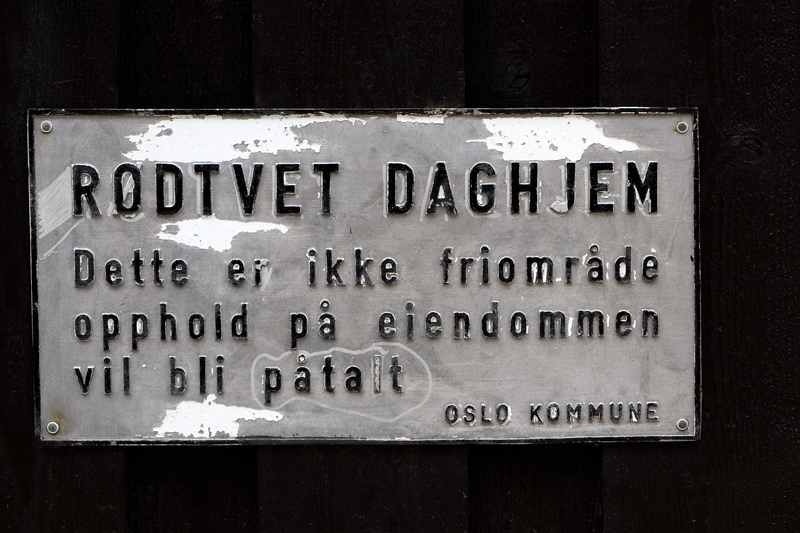 RØDTVET DAGHJEM
Dette er ikke friområde
opphold på eiendommen
vil bli påtalt
OSLO KOMMUNE